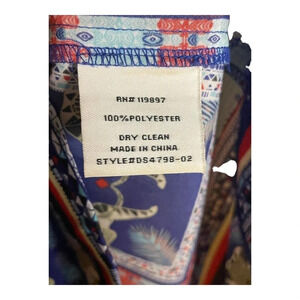 RN# 119897
100%POLYESTER
DRY CLEAN
MADE IN CHINA
STYLE#DS4798-02